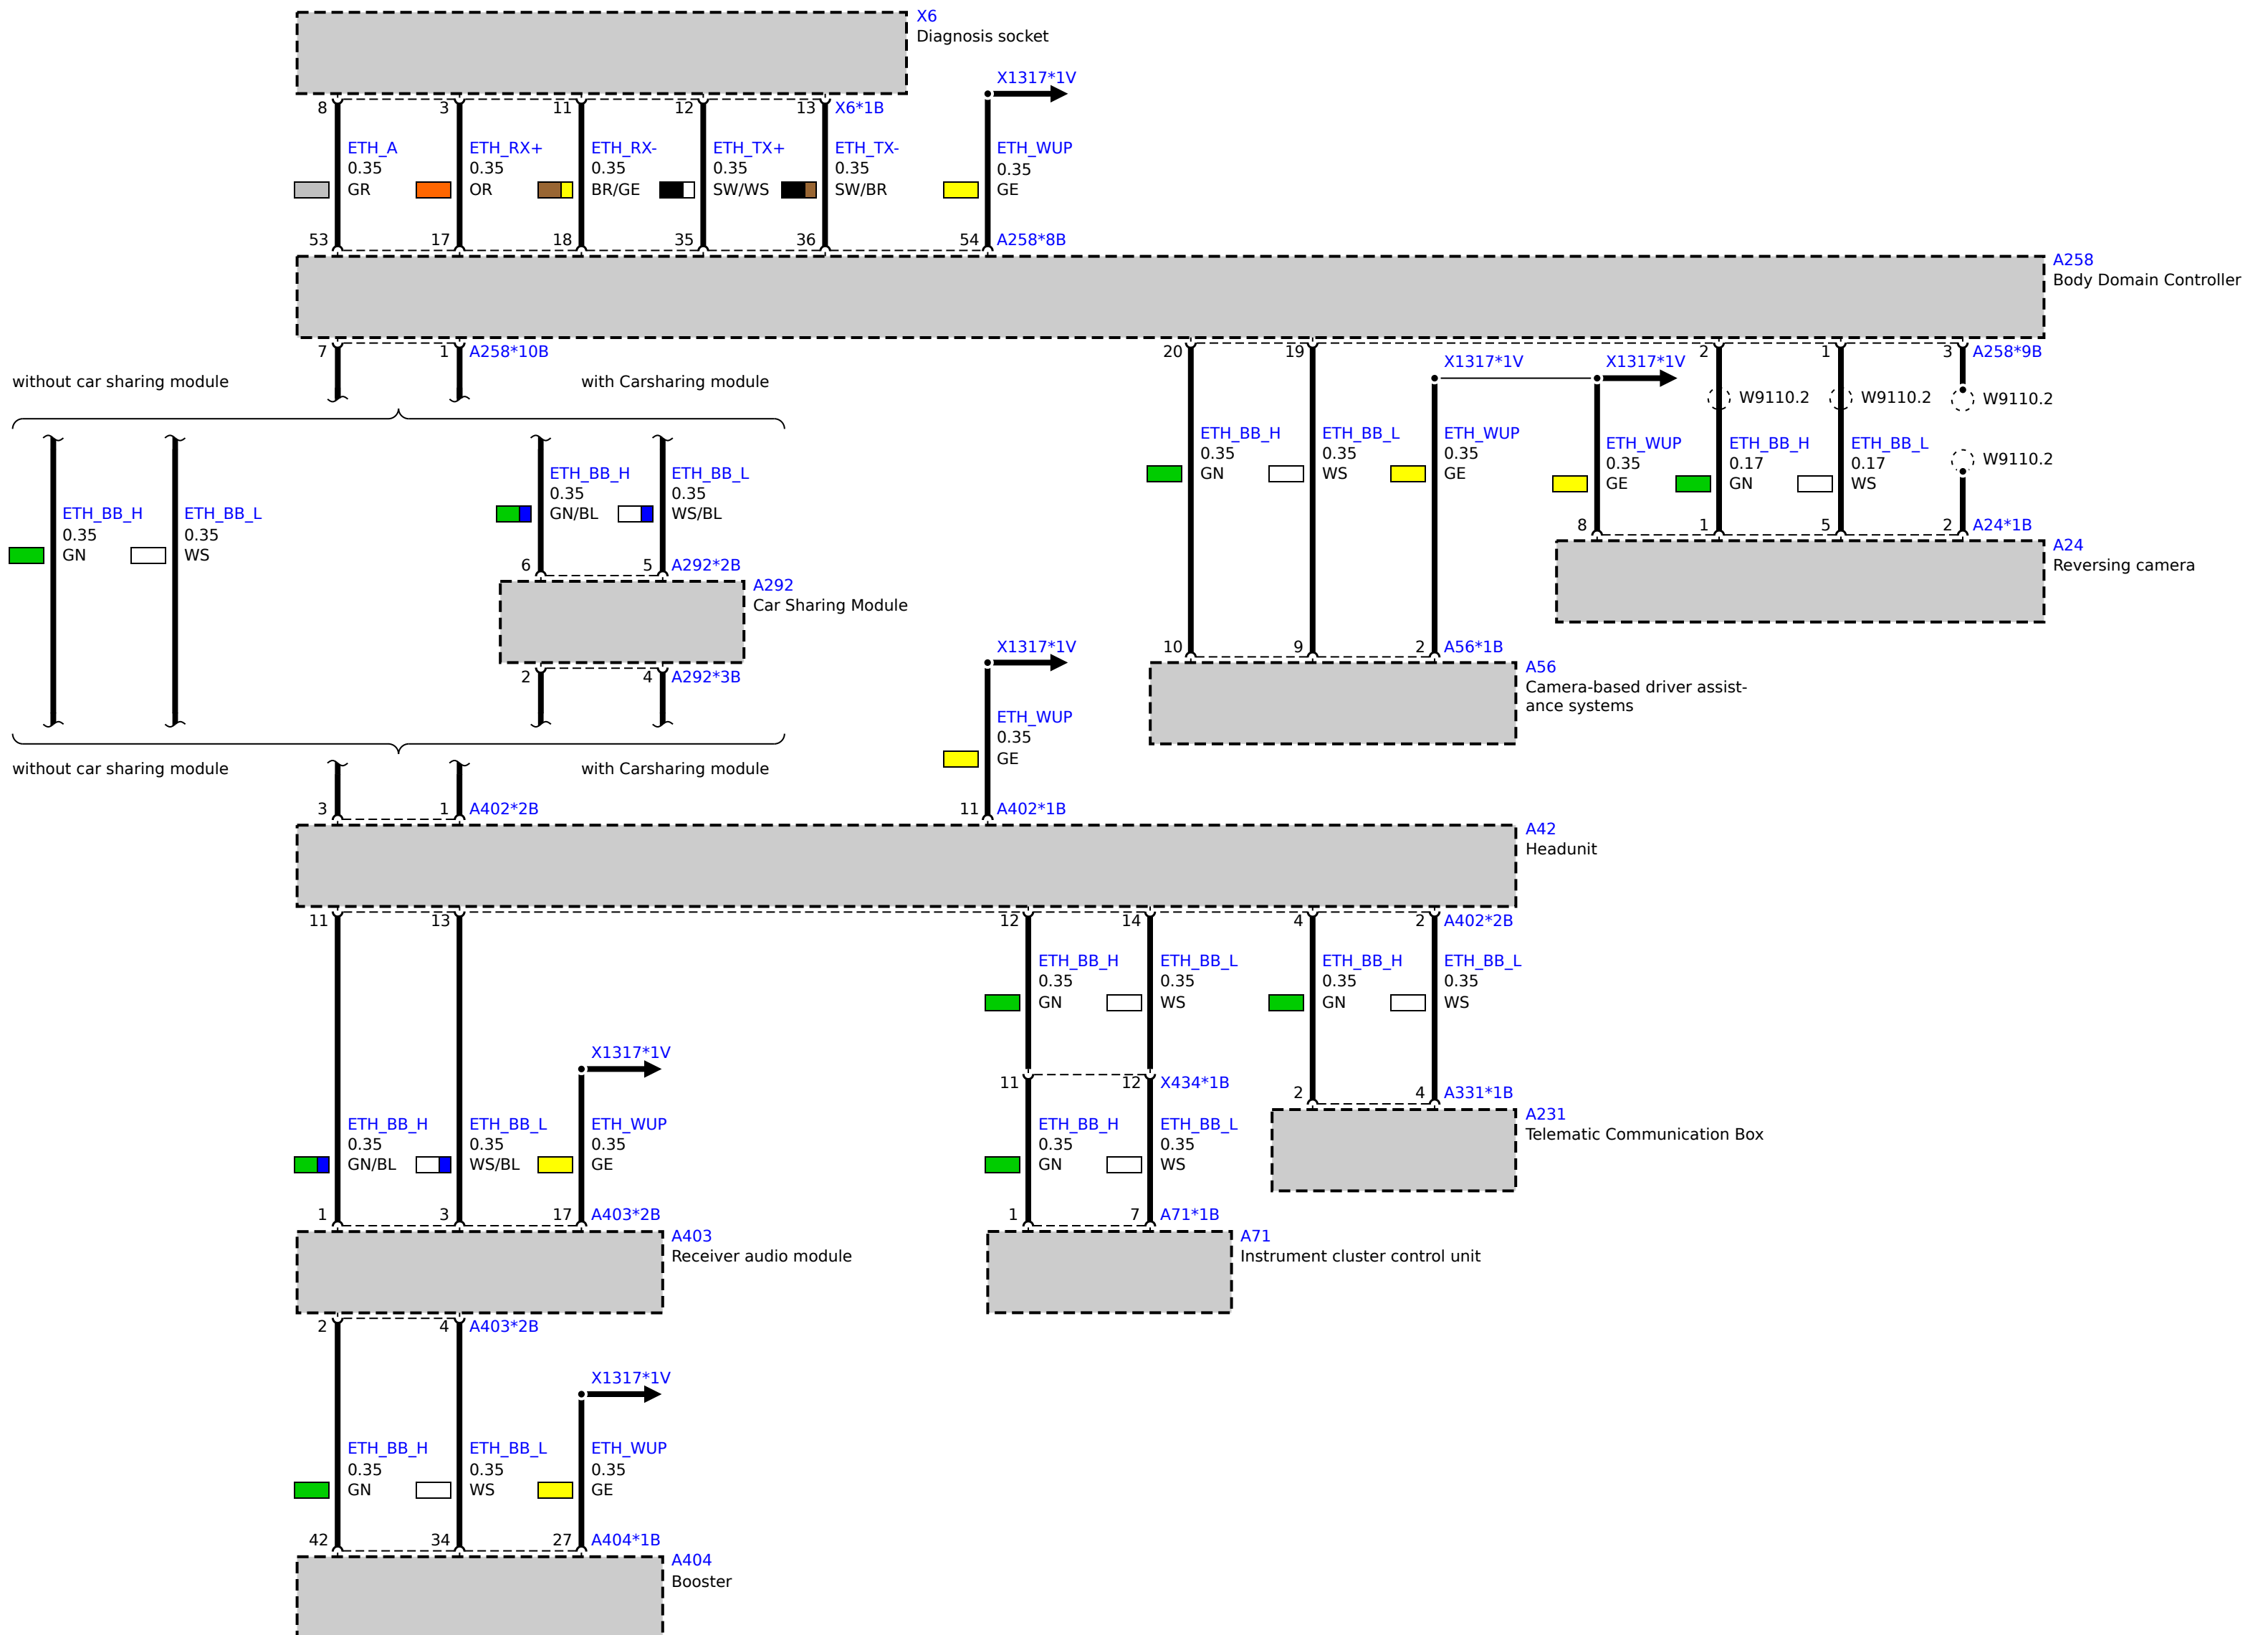 X6
Diagnosis socket
X1317*1V
8 3 11 12 13 X6*1B
ETH_A ETH_RX+ ETH_RX- ETH_TX+ ETH_TX- ETH_WUP
0.35 0.35 0.35 0.35 0.35 0.35
GR OR BR/GE SW/WS SW/BR GE
53 17 18 35 36 54 A258*8B
A258
Body Domain Controller
7 1 A258*10B 20 19 2 1 3 A258*9B
X1317*1V X1317*1V
without car sharing module with Carsharing module
W9110.2 W9110.2 W9110.2
ETH_BB_H ETH_BB_L ETH_WUP
0.35 0.35 0.35
GN WS GE
ETH_WUP ETH_BB_H ETH_BB_L W9110.2
0.35 0.17 0.17
GE GN WS
ETH_BB_H ETH_BB_L
0.35 0.35
GN/BL WS/BL
ETH_BB_H ETH_BB_L
0.35 0.35
GN WS
8 1 5 2 A24*1B
A24
Reversing camera
6 5 A292*2B
A292
Car Sharing Module
X1317*1V
10 9 2 A56*1B
A56
Camera-based driver assist-
ance systems
2 4 A292*3B
ETH_WUP
0.35
GE
without car sharing module with Carsharing module
3 1 A402*2B 11 A402*1B
A42
Headunit
11 13 12 14 4 2 A402*2B
ETH_BB_H ETH_BB_L ETH_BB_H ETH_BB_L
0.35 0.35 0.35 0.35
GN WS GN WS
X1317*1V
11 12 X434*1B
2 4 A331*1B
A231
Telematic Communication Box
ETH_BB_H ETH_BB_L ETH_WUP ETH_BB_H ETH_BB_L
0.35 0.35 0.35 0.35 0.35
GN/BL WS/BL GE GN WS
1 3 17 A403*2B 1 7 A71*1B
A403
Receiver audio module
A71
Instrument cluster control unit
2 4 A403*2B
X1317*1V
ETH_BB_H ETH_BB_L ETH_WUP
0.35 0.35 0.35
GN WS GE
42 34 27 A404*1B
A404
Booster